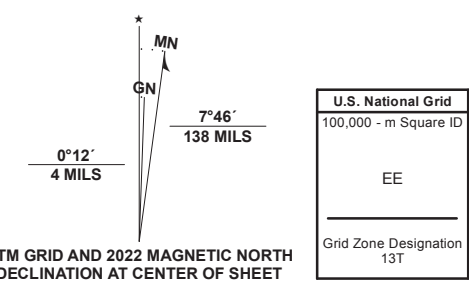 ★
MN
GN
7°46´
138 MILS
0°12´
4 MILS
TM GRID AND 2022 MAGNETIC NORTH
DECLINATION AT CENTER OF SHEET
U.S. National Grid
100,000 - m Square ID
EE
Grid Zone Designation
13T